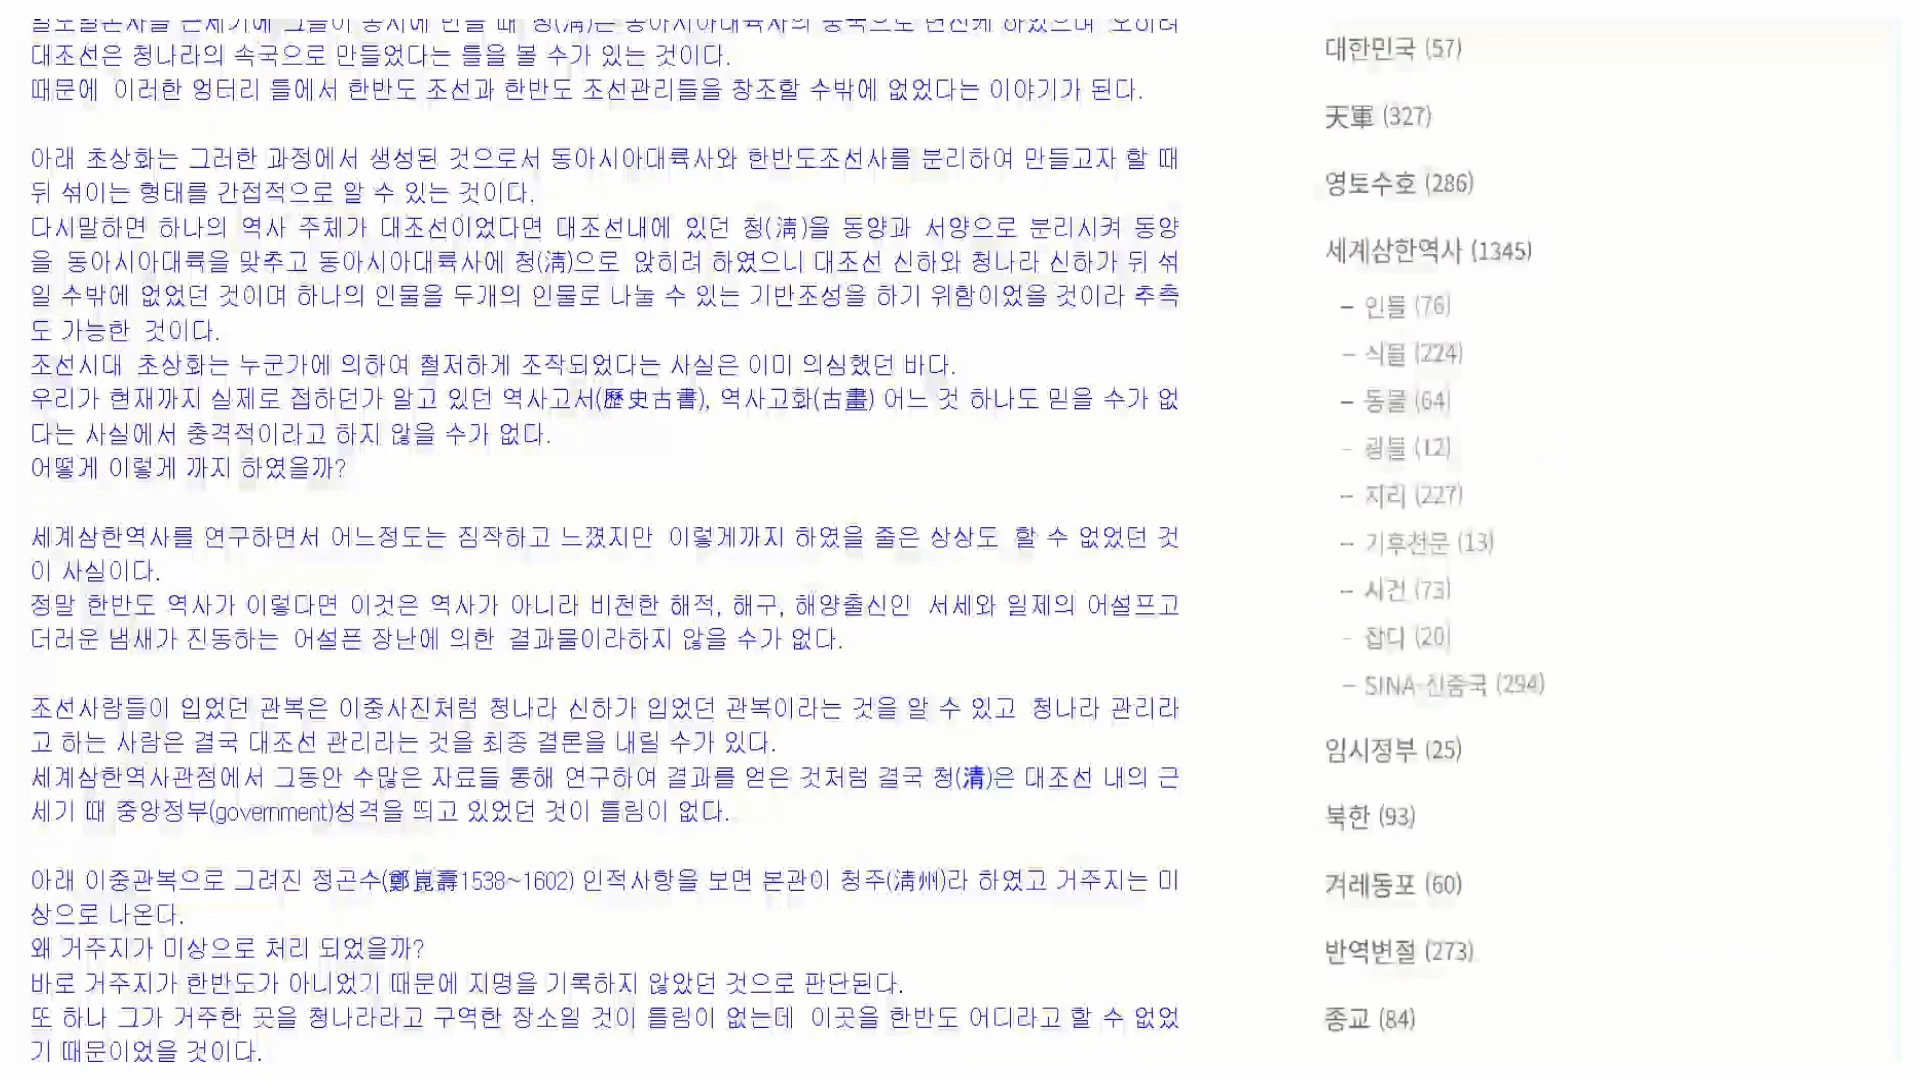 대조선은 청나라의 속국으로 만들었다는 틀을 볼 수가 있는 것이다.
때문에 이러한 엉터리 틀에서 한반도 조선과 한반도 조선관리들을 창조할 수밖에 없었다는 이야기가 된다.
아래 초상화는 그러한 과정에서 생성된 것으로서 동아시아대륙사와 한반도조선사를 분리하여 만들고자 할 때
뒤 섞이는 형태를 간접적으로 알 수 있는 것이다.
다시말하면 하나의 역사 주체가 대조선이었다면 대조선내에 있던 청(淸)을 동양과 서양으로 분리시켜 동양
을 동아시아대륙을 맞추고 동아시아대륙사에 청(淸)으로 앉히려 하였으니 대조선 신하와 청나라 신하가 뒤 섞
일 수밖에 없었던 것이며 하나의 인물을 두개의 인물로 나눌 수 있는 기반조성을 하기 위함이었을 것이라 추측
도 가능한 것이다.
조선시대 초상화는 누군가에 의하여 철저하게 조작되었다는 사실은 이미 의심했던 바다.
우리가 현재까지 실제로 접하던가 알고 있던 역사고서(歷史古書), 역사고화(古畫) 어느 것 하나도 믿을 수가 없
다는 사실에서 충격적이라고 하지 않을 수가 없다.
어떻게 이렇게 까지 하였을까?
세계삼한역사를 연구하면서 어느정도는 짐작하고 느꼈지만 이렇게까지 하였을 줄은 상상도 할 수 없었던 것
이 사실이다.
정말 한반도 역사가 이렇다면 이것은 역사가 아니라 비천한 해적, 해구, 해양출신인 서세와 일제의 어설프고
더러운 냄새가 진동하는 어설픈 장난에 의한 결과물이라하지 않을 수가 없다.
조선사람들이 입었던 관복은 이중사진처럼 청나라 신하가 입었던 관복이라는 것을 알 수 있고 청나라 관리라
고 하는 사람은 결국 대조선 관리라는 것을 최종 결론을 내릴 수가 있다.
세계삼한역사관점에서 그동안 수많은 자료들 통해 연구하여 결과를 얻은 것처럼 결국 청(清)은 대조선 내의 근
세기 때 중앙정부(government)성격을 띄고 있었던 것이 틀림이 없다.
아래 이중관복으로 그려진 정곤수(鄭崑壽1538~1602) 인적사항을 보면 본관이 청주(淸州)라 하였고 거주지는 미
상으로 나온다.
왜 거주지가 미상으로 처리 되었을까?
바로 거주지가 한반도가 아니었기 때문에 지명을 기록하지 않았던 것으로 판단된다.
또 하나 그가 거주한 곳을 청나라라고 구역한 장소일 것이 틀림이 없는데 이곳을 한반도 어디라고 할 수 없었
기 때문이었을 것이다.
대한민국 (57)
天軍 (327)
영토수호 (286)
세계삼한역사 (1345)
– 인물 (76)
– 식물 (224)
– 동물 (64)
– 광물 (12)
– 지리 (227)
– 기후천문 (13)
– 사건 (73)
– 잡디 (20)
– SINA-신중국 (294)
임시정부 (25)
북한 (93)
겨레동포 (60)
반역변절 (273)
종교 (84)